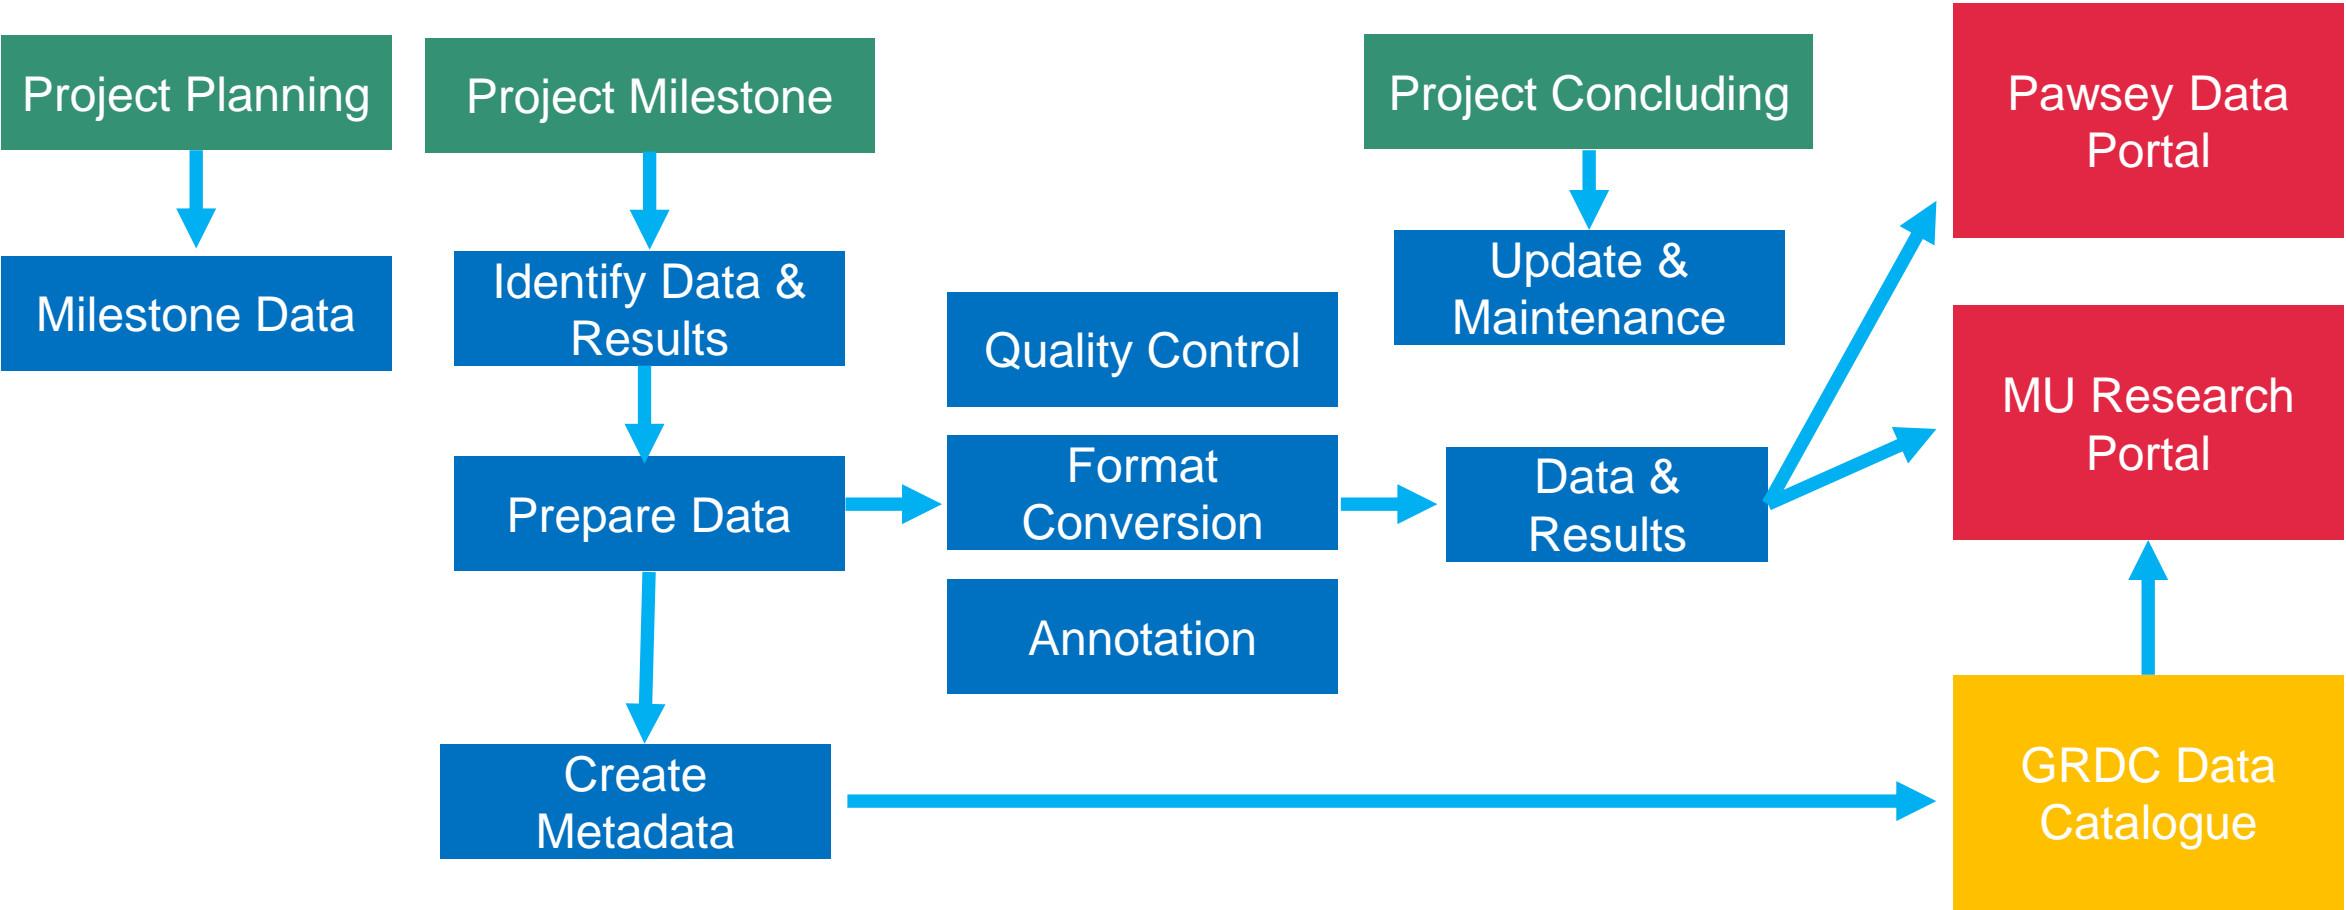 Project Planning
Project Milestone
Project Concluding
Pawsey Data
Portal
Milestone Data
Identify Data &
Results
Update &
Maintenance
Quality Control
MU Research
Portal
Prepare Data
Format
Conversion
Data &
Results
Annotation
Create
Metadata
GRDC Data
Catalogue